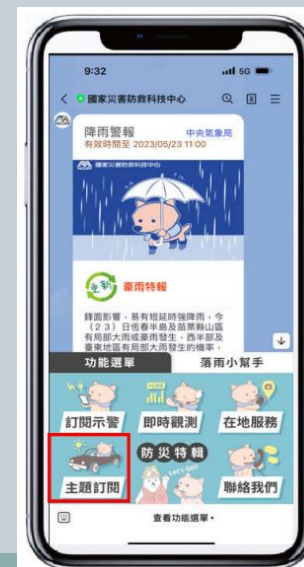 9:32
5G
國家災害防救科技中心
降雨警報
中央氣象局
有效時間至 2023/05/23 11:00
國家災害防救科技中心
更新
豪雨特報
鋒面影響，易有短延時強降雨，今
（２３）日恆春半島及苗栗縣山區
有局部大雨或豪雨發生，西半部及
臺東地區有局部大雨發生的機率，
功能選單
落雨小幫手
訂閱示警
即時觀測
在地服務
主題訂閱
防災特輯
Let's Go!
聯絡我們
查看功能選單